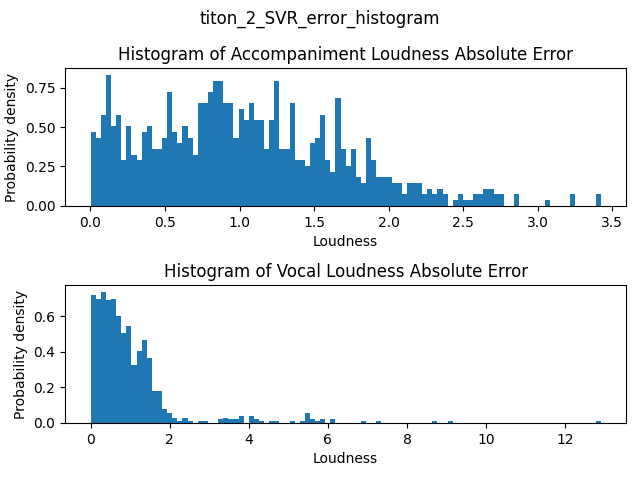 titon_2_SVR_error_histogram
Histogram of Accompaniment Loudness Absolute Error
Probability density
0.75
0.50
0.25
0.00
0.0 0.5 1.0 1.5 2.0 2.5 3.0 3.5
Loudness
Histogram of Vocal Loudness Absolute Error
Probability density
0.6
0.4
0.2
0.0
0 2 4 6 8 10 12
Loudness